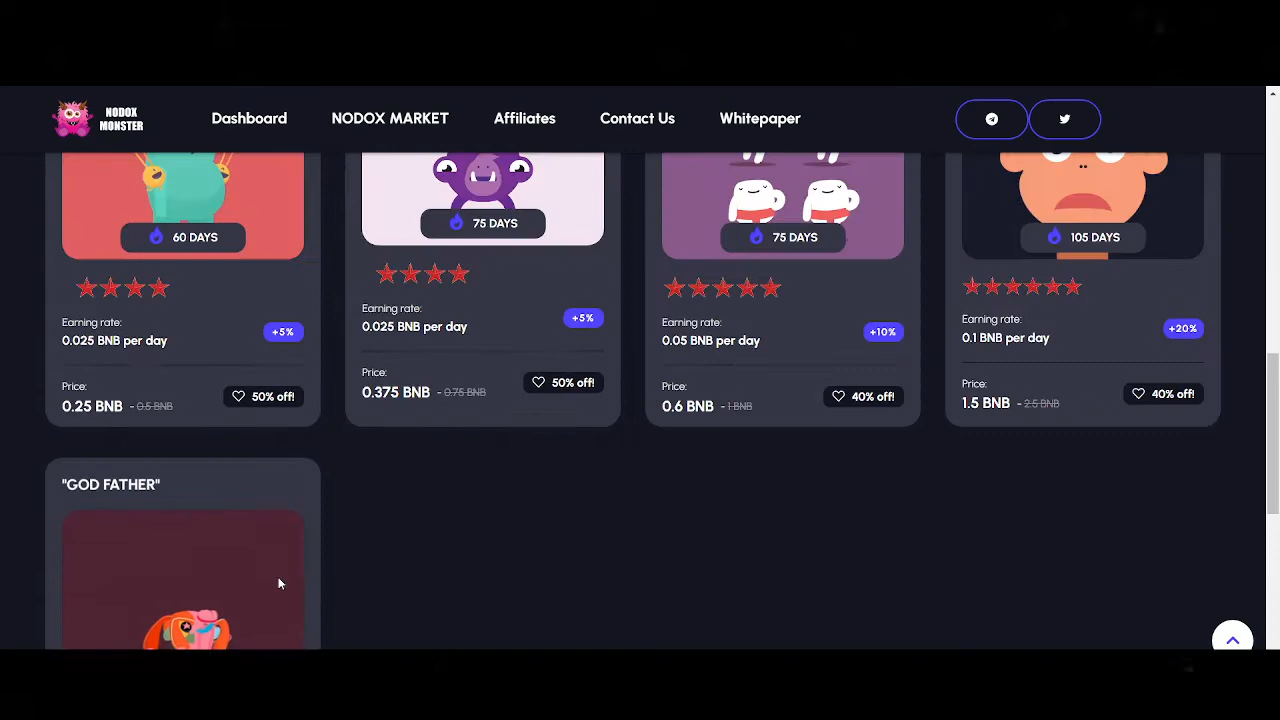 NODOX
MONSTER
Dashboard
NODOX MARKET
Affiliates
Contact Us
Whitepaper
60 DAYS
Earning rate:
0.025 BNB per day
+5%
Price:
0.25 BNB - 0.5 BNB
50% off!
75 DAYS
Earning rate:
0.025 BNB per day
+5%
Price:
0.375 BNB - 0.75 BNB
50% off!
75 DAYS
Earning rate:
0.05 BNB per day
+10%
Price:
0.6 BNB - 1 BNB
40% off!
105 DAYS
Earning rate:
0.1 BNB per day
+20%
Price:
1.5 BNB - 2.5 BNB
40% off!
"GOD FATHER"